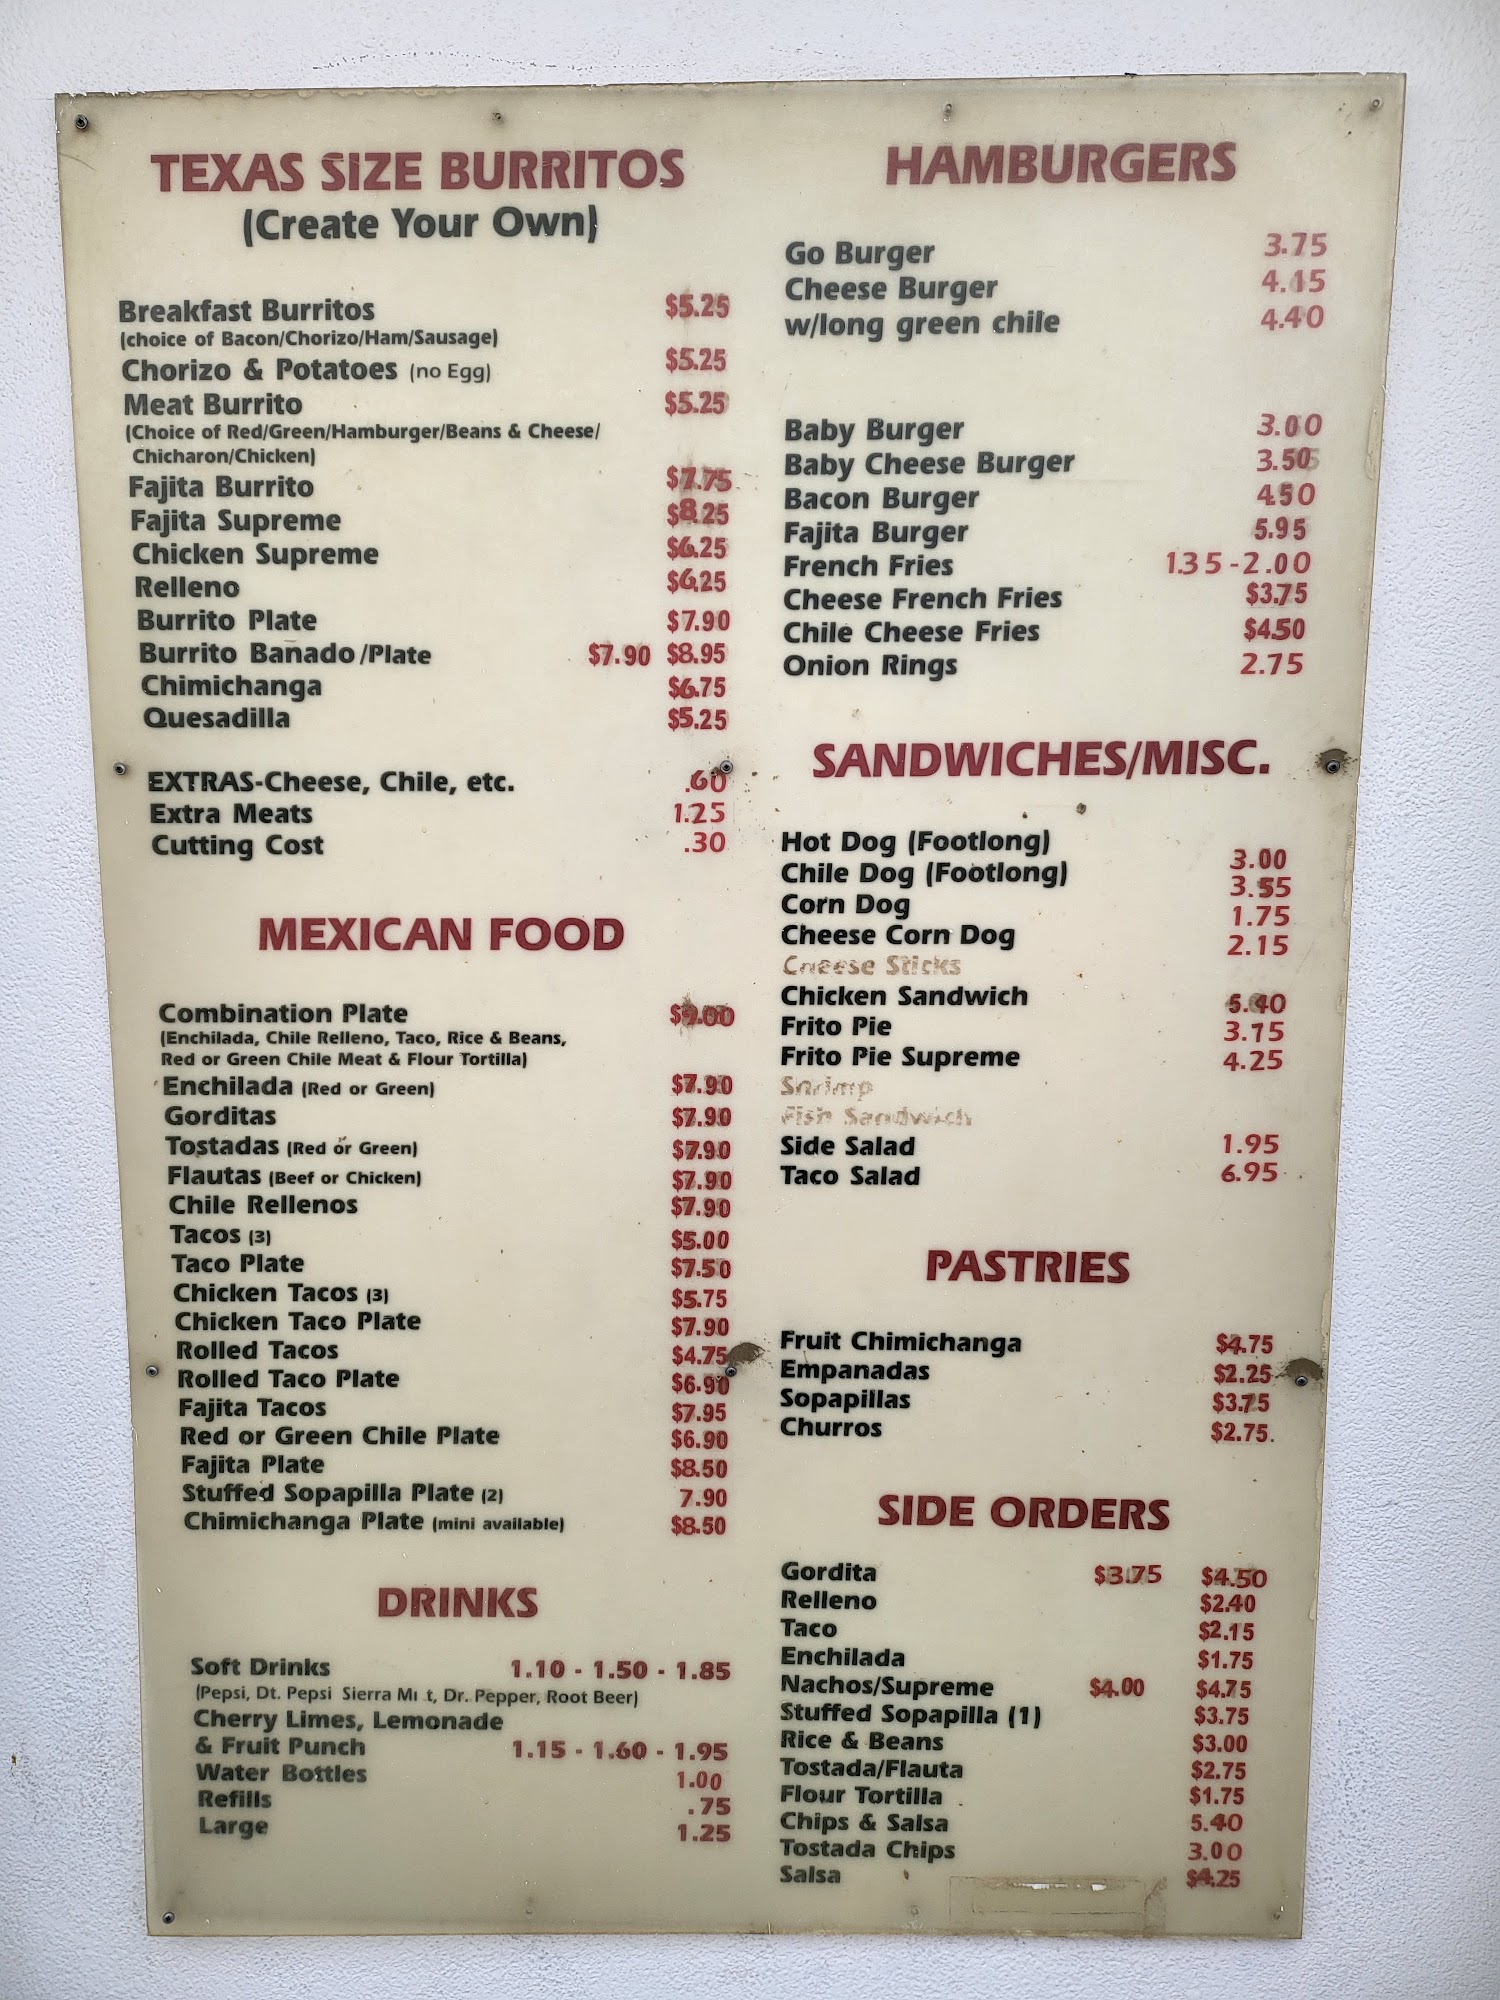 TEXAS SIZE BURRITOS
(Create Your Own)
Breakfast Burritos $5.25
(choice of Bacon/Chorizo/Ham/Sausage)
Chorizo & Potatoes (no Egg) $5.25
Meat Burrito $5.25
(Choice of Red/Green/Hamburger/Beans & Cheese/
Chicharon/Chicken)
Fajita Burrito $7.75
Fajita Supreme $8.25
Chicken Supreme $6.25
Relleno $6.25
Burrito Plate $7.90
Burrito Banado/Plate $7.90 $8.95
Chimichanga $6.75
Quesadilla $5.25
EXTRAS-Cheese, Chile, etc. .60
Extra Meats 1.25
Cutting Cost .30
MEXICAN FOOD
Combination Plate $9.00
(Enchilada, Chile Relleno, Taco, Rice & Beans,
Red or Green Chile Meat & Flour Tortilla)
Enchilada (Red or Green) $7.90
Gorditas $7.90
Tostadas (Red or Green) $7.90
Flautas (Beef or Chicken) $7.90
Chile Rellenos $7.90
Tacos (3) $5.00
Taco Plate $7.50
Chicken Tacos (3) $5.75
Chicken Taco Plate $7.90
Rolled Tacos $4.75
Rolled Taco Plate $6.90
Fajita Tacos $7.95
Red or Green Chile Plate $6.90
Fajita Plate $8.50
Stuffed Sopapilla Plate (2) 7.90
Chimichanga Plate (mini available) $8.50
DRINKS
Soft Drinks 1.10 - 1.50 - 1.85
(Pepsi, Dt. Pepsi Sierra Mi t, Dr. Pepper, Root Beer)
Cherry Limes, Lemonade
& Fruit Punch 1.15 - 1.60 - 1.95
Water Bottles 1.00
Refills .75
Large 1.25
HAMBURGERS
Go Burger 3.75
Cheese Burger 4.15
w/long green chile 4.40
Baby Burger 3.00
Baby Cheese Burger 3.50
Bacon Burger 4.50
Fajita Burger 5.95
French Fries 1.35 - 2.00
Cheese French Fries $3.75
Chile Cheese Fries $4.50
Onion Rings 2.75
SANDWICHES/MISC.
Hot Dog (Footlong) 3.00
Chile Dog (Footlong) 3.55
Corn Dog 1.75
Cheese Corn Dog 2.15
Cheese Sticks
Chicken Sandwich 5.40
Frito Pie 3.15
Frito Pie Supreme 4.25
Shrimp
Fish Sandwich
Side Salad 1.95
Taco Salad 6.95
PASTRIES
Fruit Chimichanga $4.75
Empanadas $2.25
Sopapillas $3.75
Churros $2.75
SIDE ORDERS
Gordita $3.75 $4.50
Relleno $2.40
Taco $2.15
Enchilada $1.75
Nachos/Supreme $4.00 $4.75
Stuffed Sopapilla (1) $3.75
Rice & Beans $3.00
Tostada/Flauta $2.75
Flour Tortilla $1.75
Chips & Salsa 5.40
Tostada Chips 3.00
Salsa $4.25